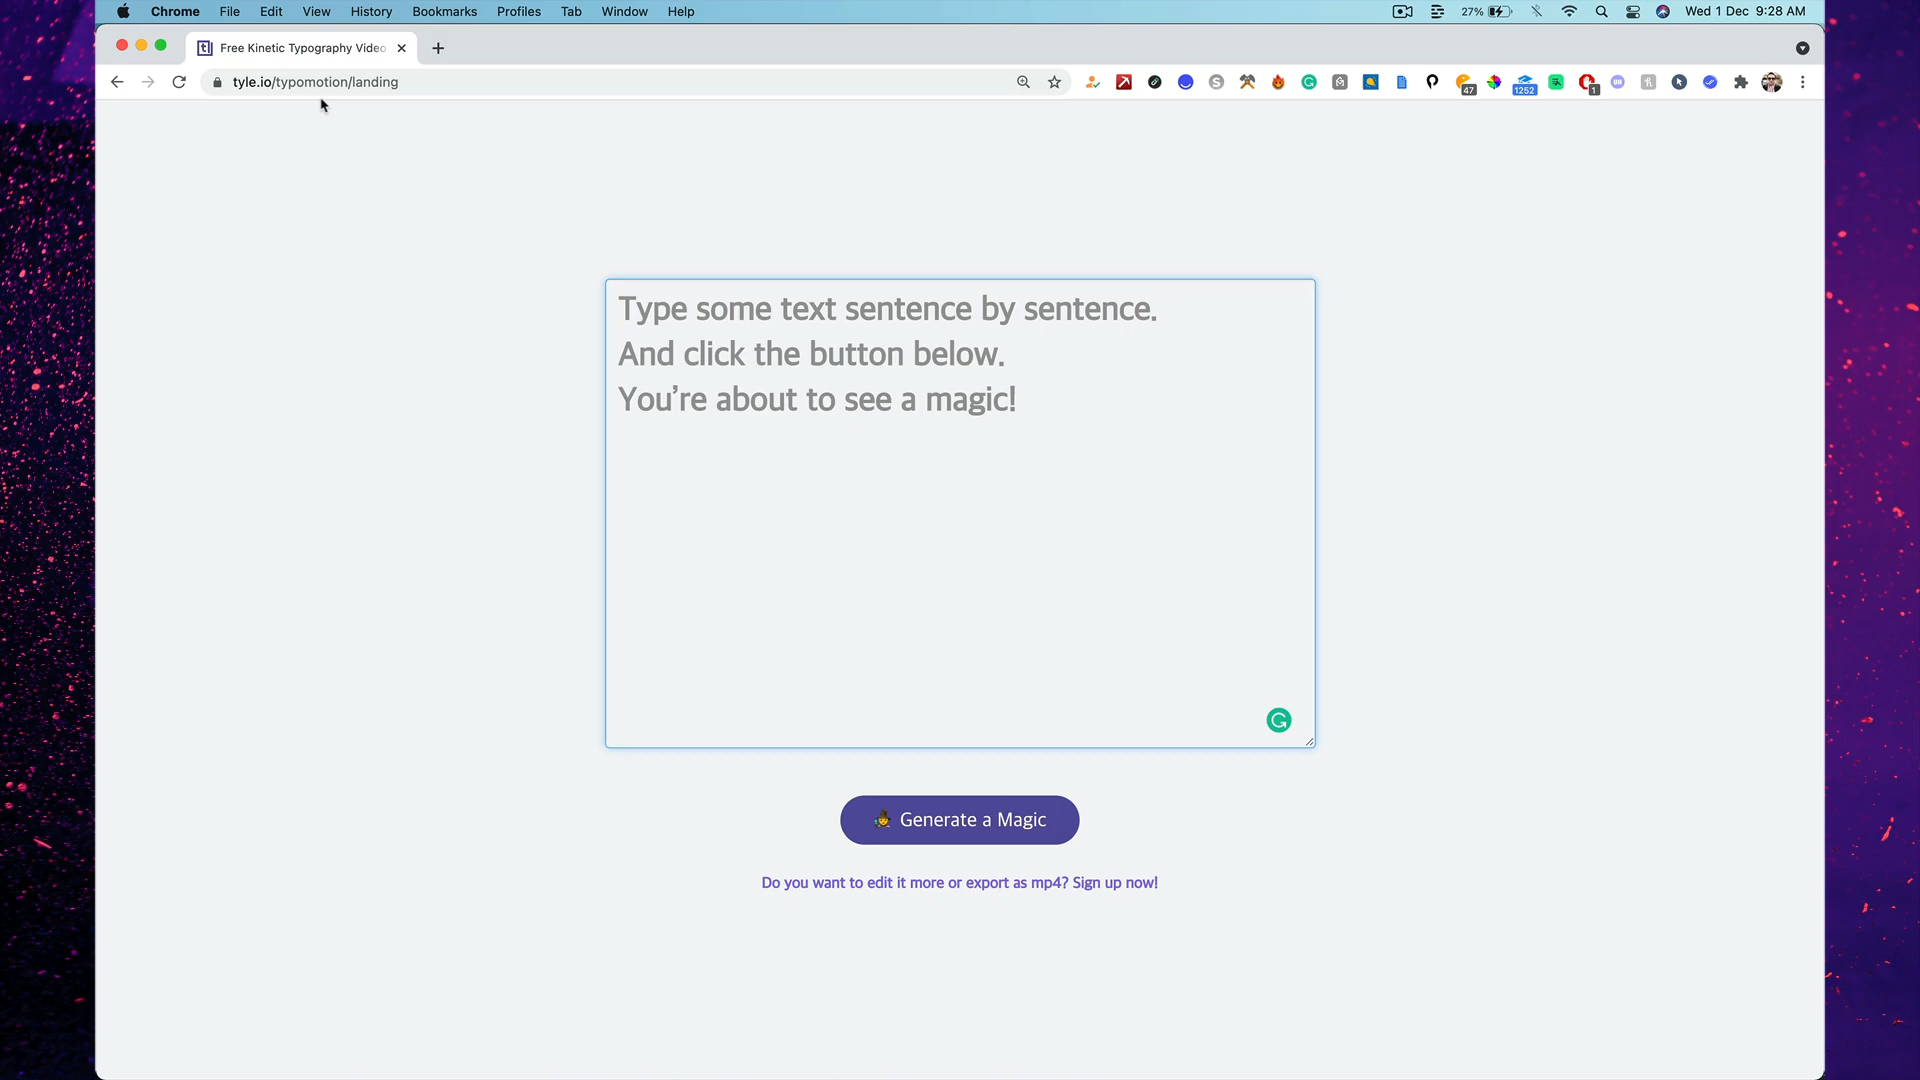 Chrome File Edit View History Bookmarks Profiles Tab Window Help 27% Wed 1 Dec 9:28 AM
Free Kinetic Typography Video
tyle.io/typomotion/landing 47 1252 1
Type some text sentence by sentence.
And click the button below.
You’re about to see a magic!
Generate a Magic
Do you want to edit it more or export as mp4? Sign up now!